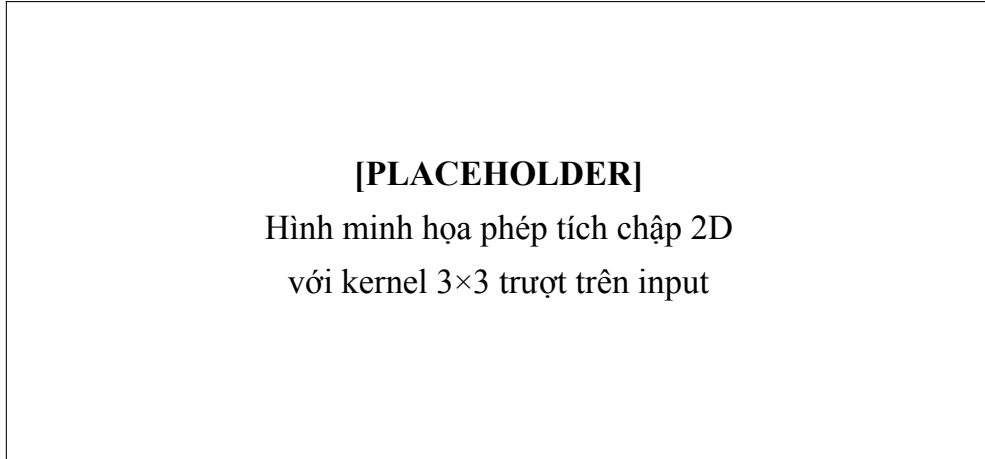 [PLACEHOLDER]
Hình minh họa phép tích chập 2D
với kernel 3×3 trượt trên input